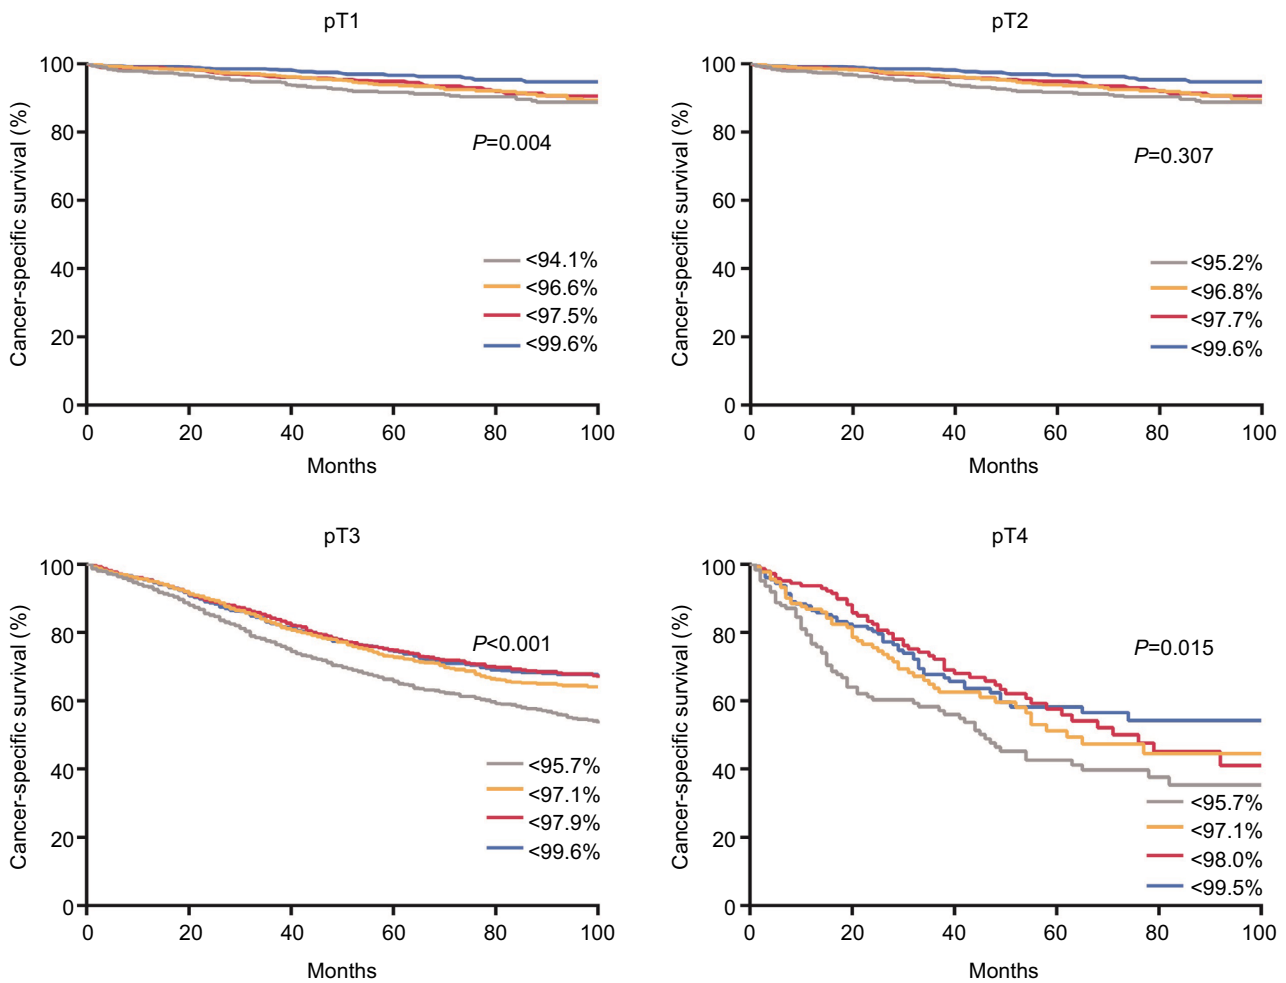 pT1
Cancer-specific survival (%)
100
80
60
40
20
0
P=0.004
<94.1%
<96.6%
<97.5%
<99.6%
0 20 40 60 80 100
Months
pT2
Cancer-specific survival (%)
100
80
60
40
20
0
P=0.307
<95.2%
<96.8%
<97.7%
<99.6%
0 20 40 60 80 100
Months
pT3
Cancer-specific survival (%)
100
80
60
40
20
0
P<0.001
<95.7%
<97.1%
<97.9%
<99.6%
0 20 40 60 80 100
Months
pT4
Cancer-specific survival (%)
100
80
60
40
20
0
P=0.015
<95.7%
<97.1%
<98.0%
<99.5%
0 20 40 60 80 100
Months